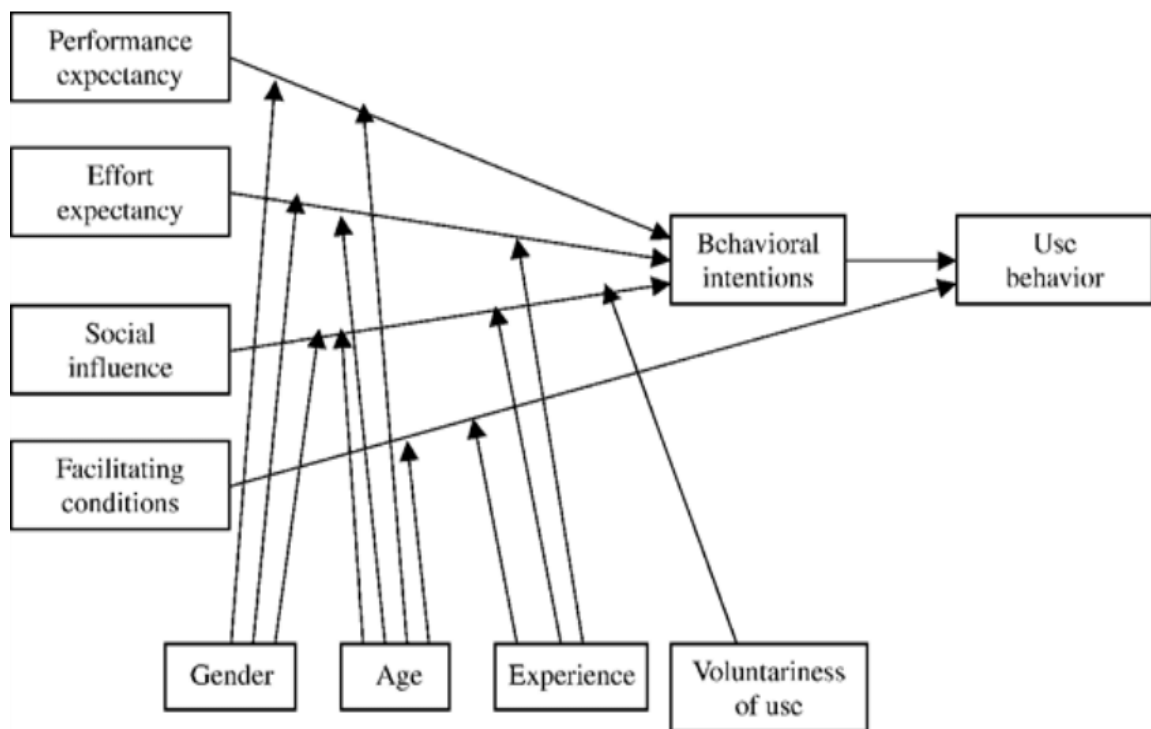 Performance
expectancy
Effort
expectancy
Social
influence
Facilitating
conditions
Behavioral
intentions
Use
behavior
Gender
Age
Experience
Voluntariness
of use